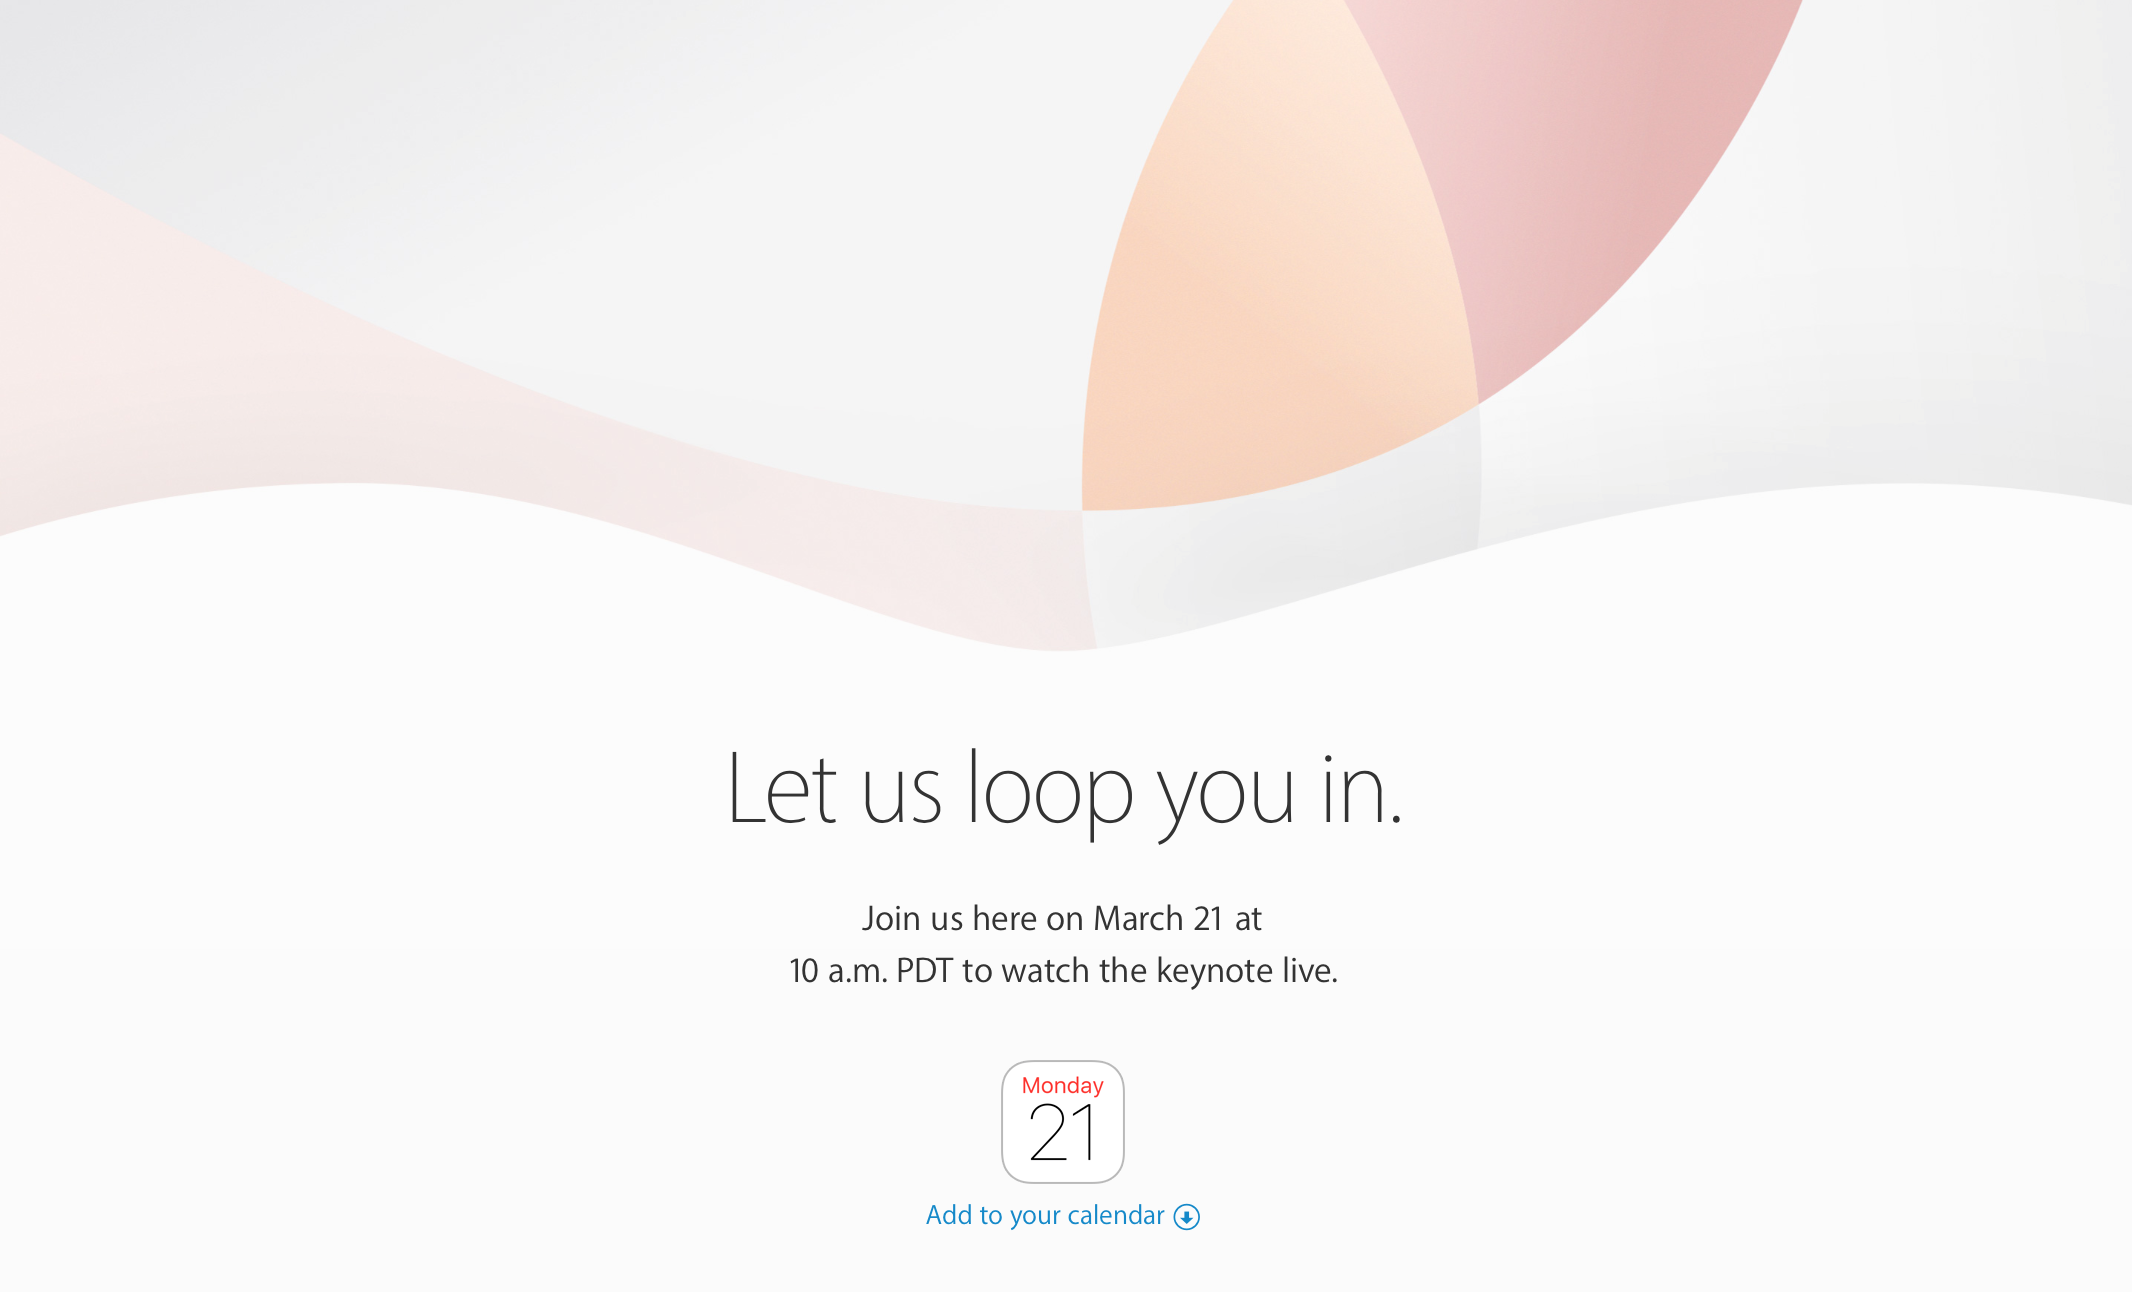 Let us loop you in.
Join us here on March 21 at
10 a.m. PDT to watch the keynote live.
Monday
21
Add to your calendar